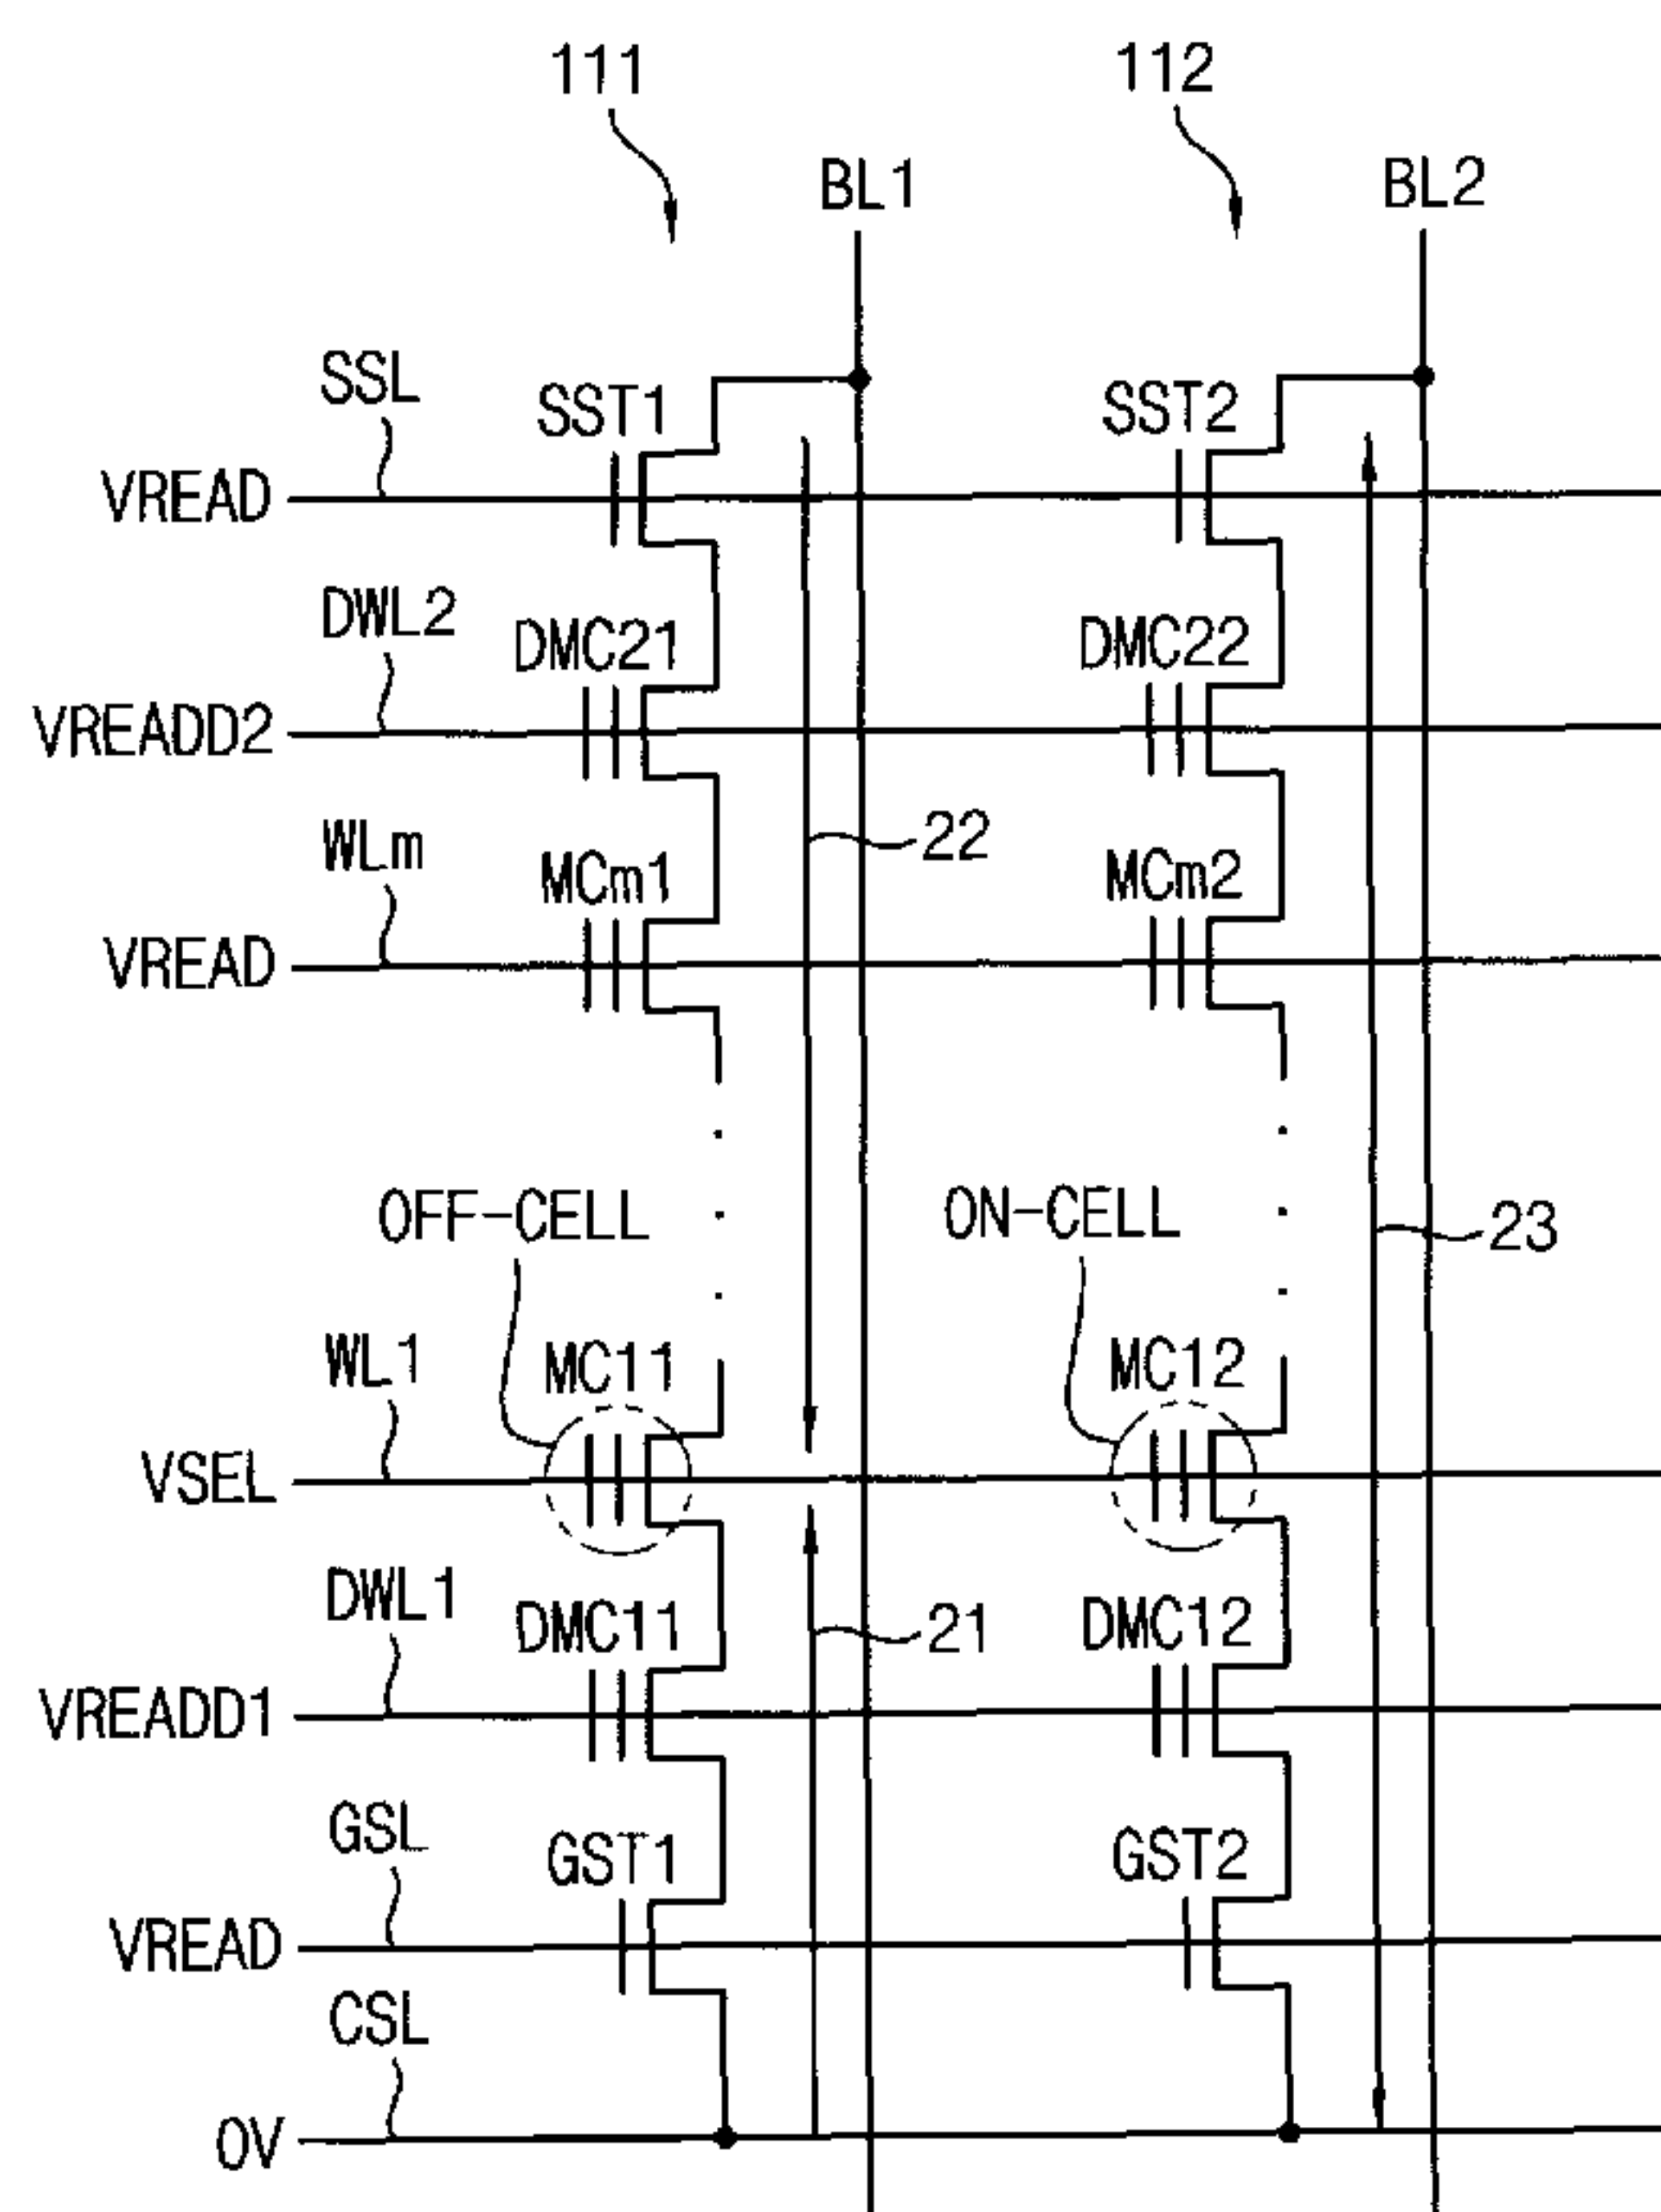 111 112
BL1 BL2
SSL SST1 SST2
VREAD
DWL2 DMC21 DMC22
VREADD2
WLm MCm1 22 MCm2
VREAD
OFF-CELL ON-CELL 23
WL1 MC11 MC12
VSEL
DWL1 DMC11 21 DMC12
VREADD1
GSL GST1 GST2
VREAD
CSL
0V